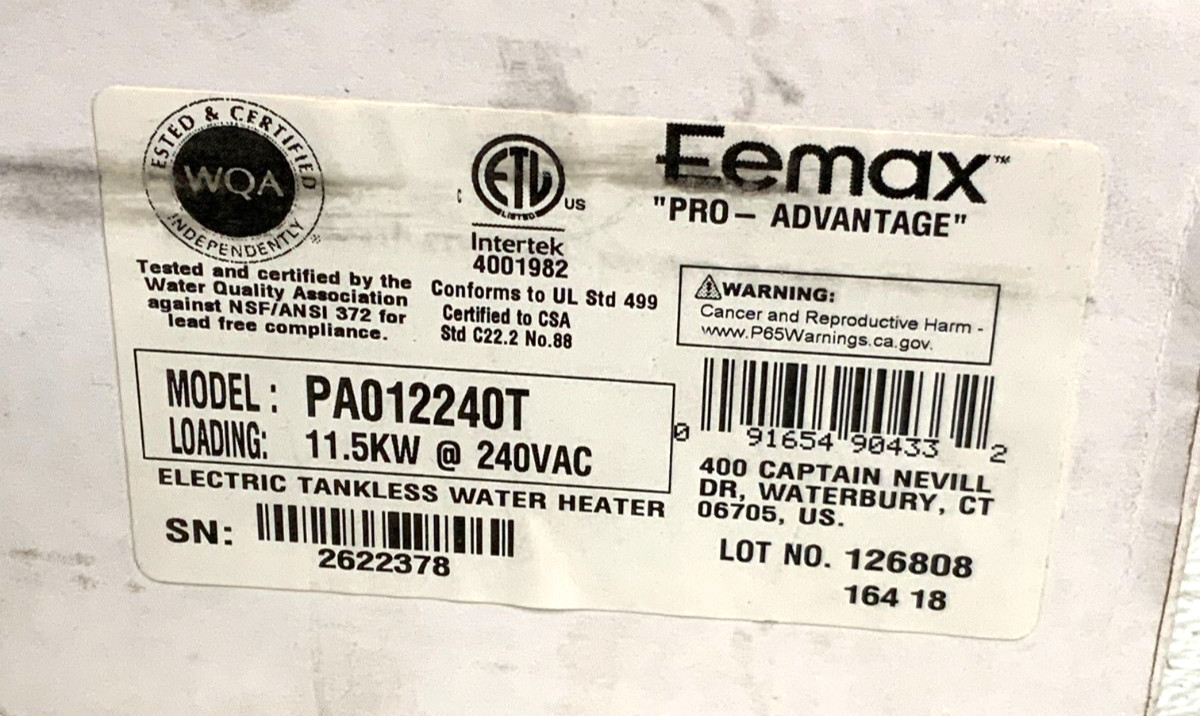 ESTED & CERTIFIED
WQA
INDEPENDENTLY
Tested and certified by the
Water Quality Association
against NSF/ANSI 372 for
lead free compliance.
C ETL US
LISTED
Intertek
4001982
Conforms to UL Std 499
Certified to CSA
Std C22.2 No.88
Eemax™
"PRO – ADVANTAGE"
WARNING:
Cancer and Reproductive Harm -
www.P65Warnings.ca.gov.
MODEL: PA012240T
LOADING: 11.5KW @ 240VAC
ELECTRIC TANKLESS WATER HEATER
SN:
2622378
0 91654 90433 2
400 CAPTAIN NEVILL
DR, WATERBURY, CT
06705, US.
LOT NO. 126808
164 18